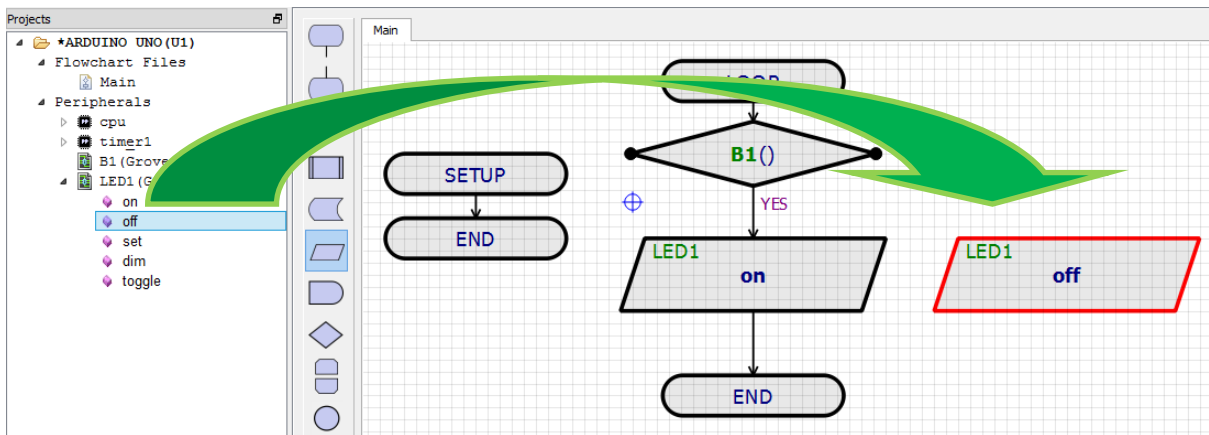 Projects
*ARDUINO UNO(U1)
Flowchart Files
Main
Peripherals
cpu
timer1
B1(Grove
LED1(G
on
off
set
dim
toggle
Main
SETUP
END
LOOP
B1()
YES
LED1
on
LED1
off
END